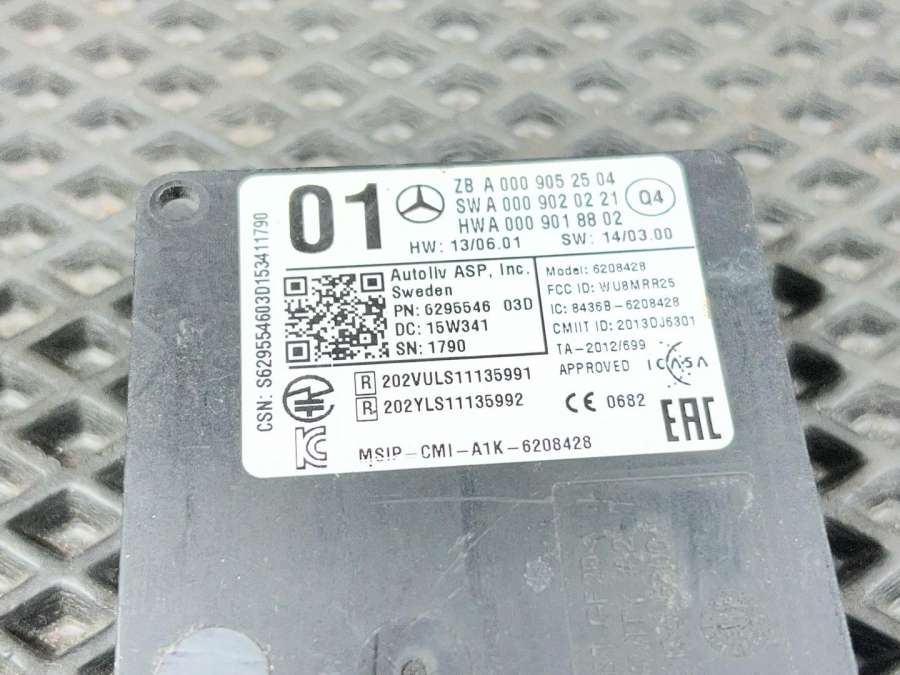 01
ZB A 000 905 25 04
SW A 000 902 02 21
HW A 000 901 88 02
Q4
HW: 13/06.01 SW: 14/03.00
CSN: S6295546030153411790
Autoliv ASP, Inc.
Sweden
PN: 6295546 03D
DC: 15W341
SN: 1790
Model: 6208428
FCC ID: WU8MRR25
IC: 8436B-6208428
CMIIT ID: 2013DJ6301
TA-2012/699
APPROVED ICASA
R 202VULS11135991
R 202YLS11135992
CE 0682
EAC
MSIP-CMI-A1K-6208428